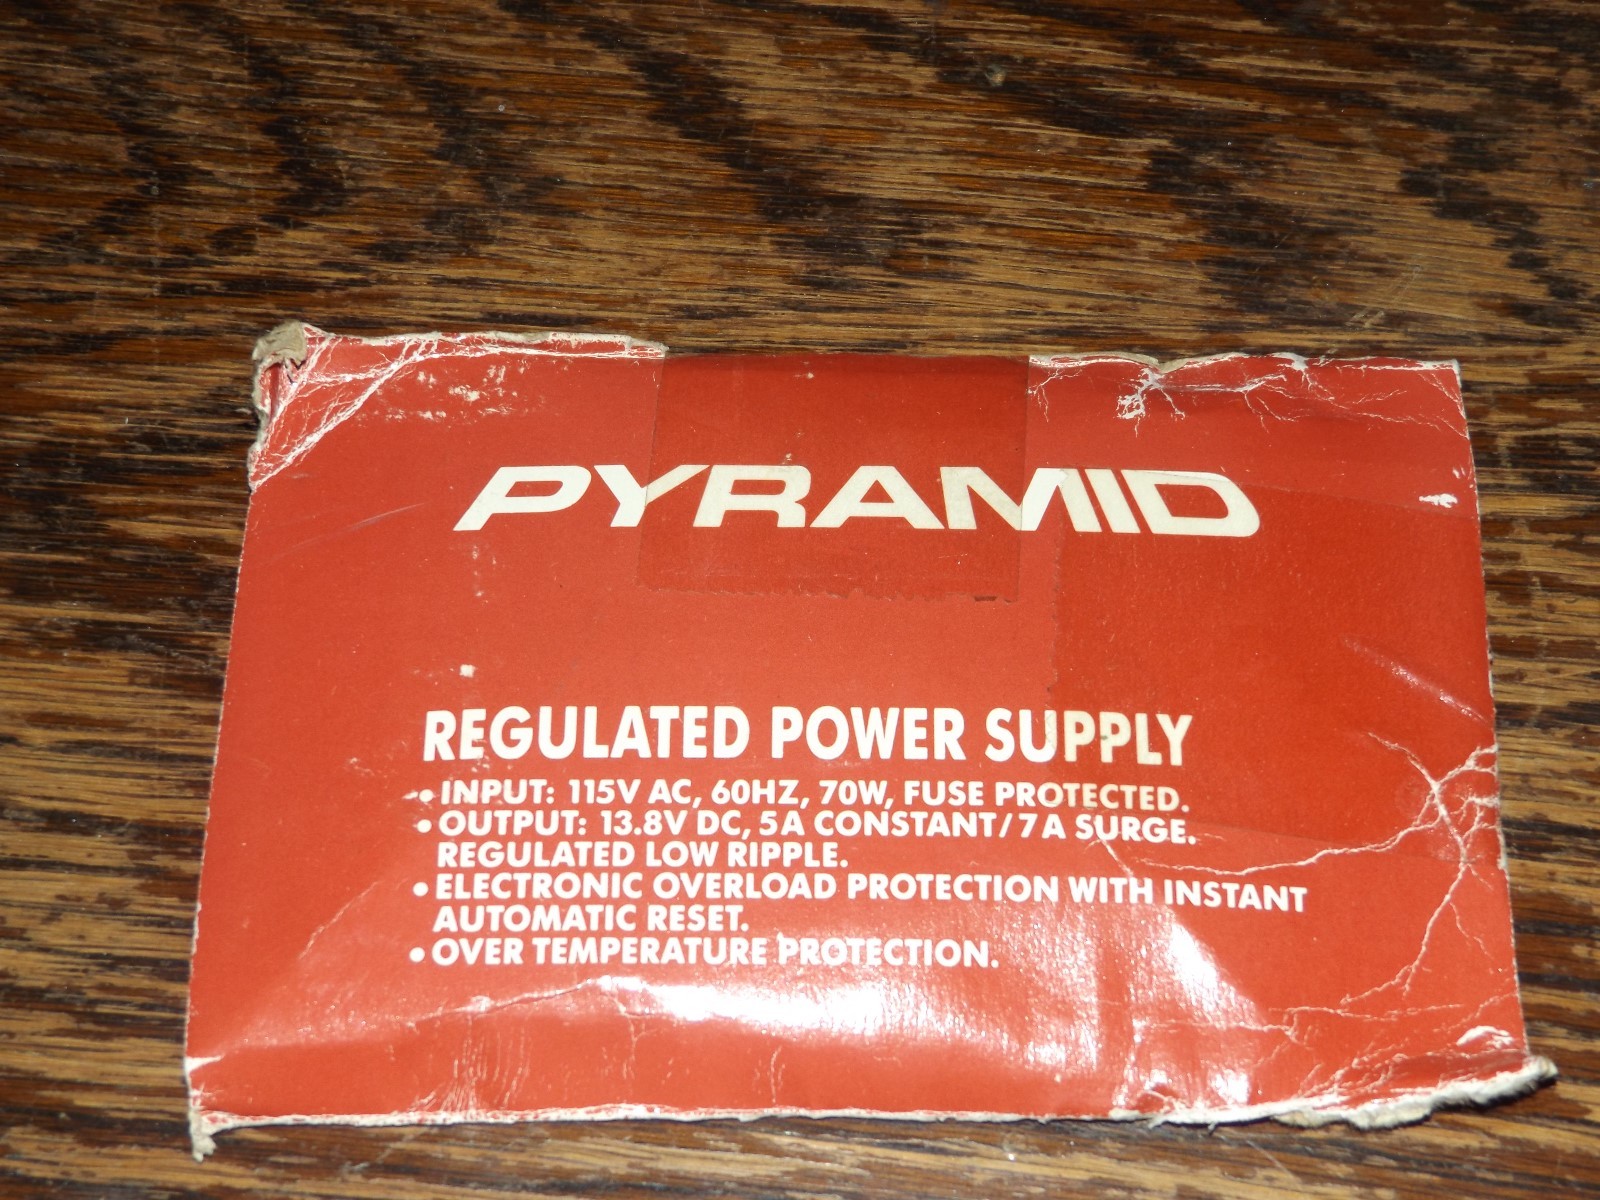 PYRAMID
REGULATED POWER SUPPLY
• INPUT: 115V AC, 60HZ, 70W, FUSE PROTECTED.
• OUTPUT: 13.8V DC, 5A CONSTANT/7A SURGE.
REGULATED LOW RIPPLE.
• ELECTRONIC OVERLOAD PROTECTION WITH INSTANT
AUTOMATIC RESET.
• OVER TEMPERATURE PROTECTION.